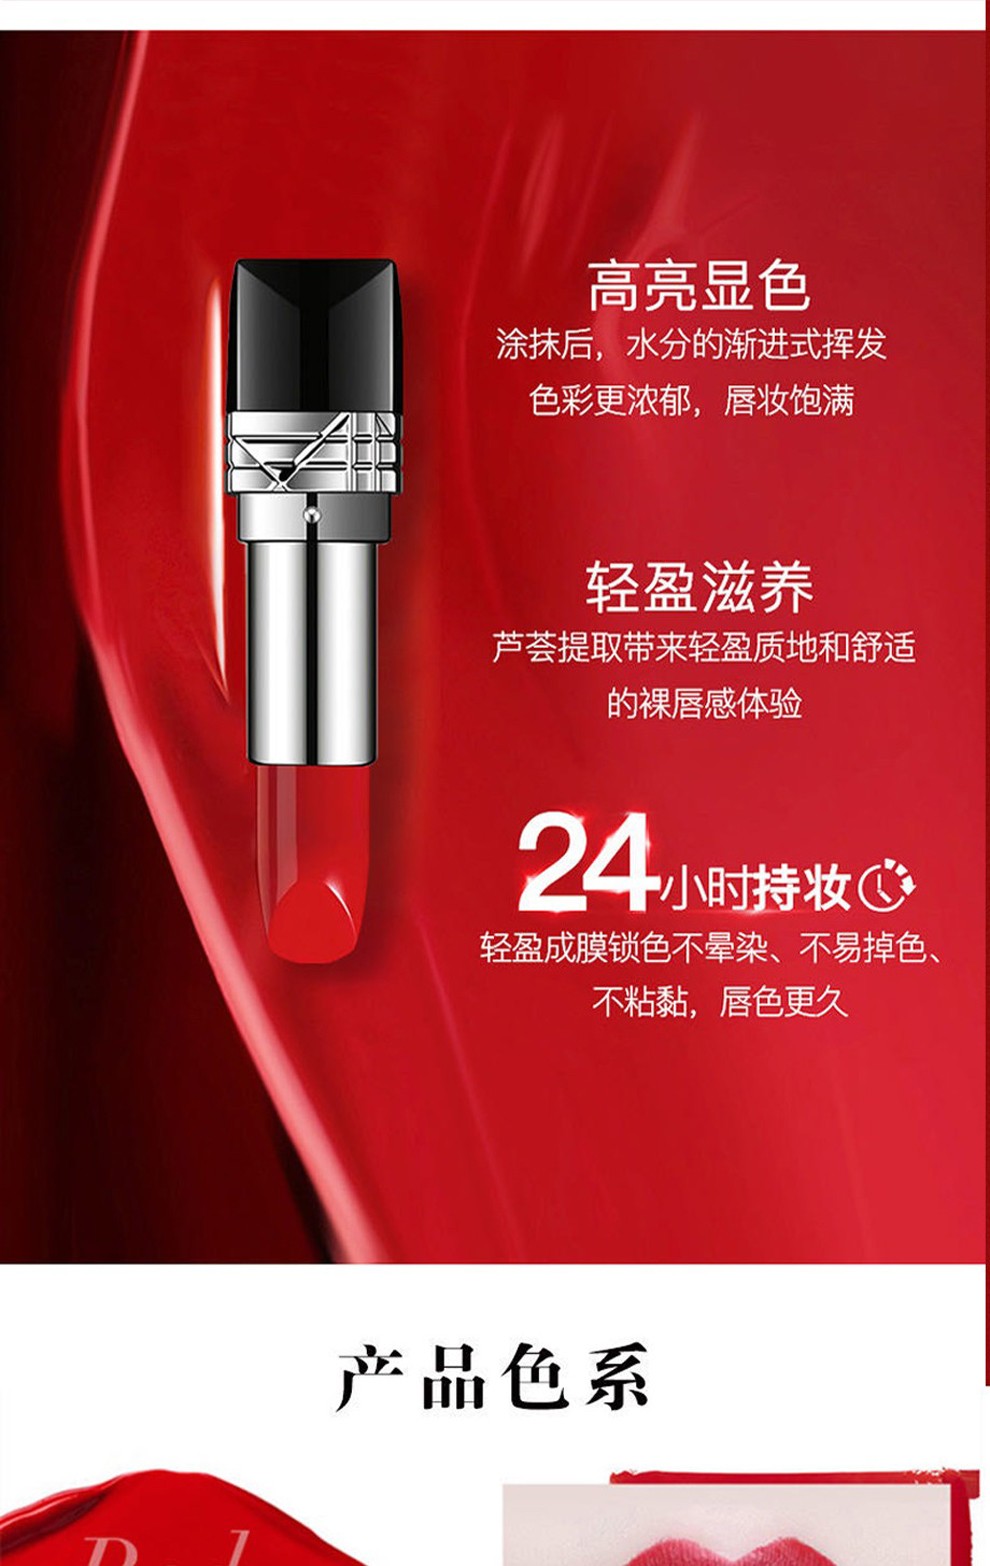 高亮显色
涂抹后，水分的渐进式挥发
色彩更浓郁，唇妆饱满
轻盈滋养
芦荟提取带来轻盈质地和舒适
的裸唇感体验
24小时持妆
轻盈成膜锁色不晕染、不易掉色、
不粘黏，唇色更久
产品色系